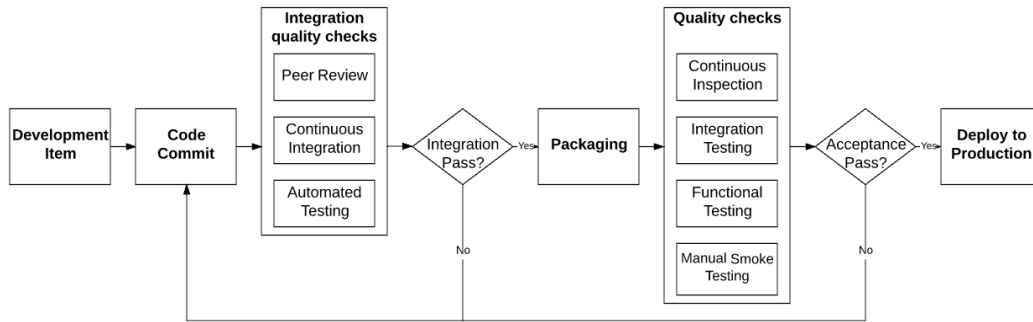 Development
Item
Code
Commit
Integration
quality checks
Peer Review
Continuous
Integration
Automated
Testing
Integration
Pass?
Yes
No
Packaging
Quality checks
Continuous
Inspection
Integration
Testing
Functional
Testing
Manual Smoke
Testing
Acceptance
Pass?
Yes
No
Deploy to
Production